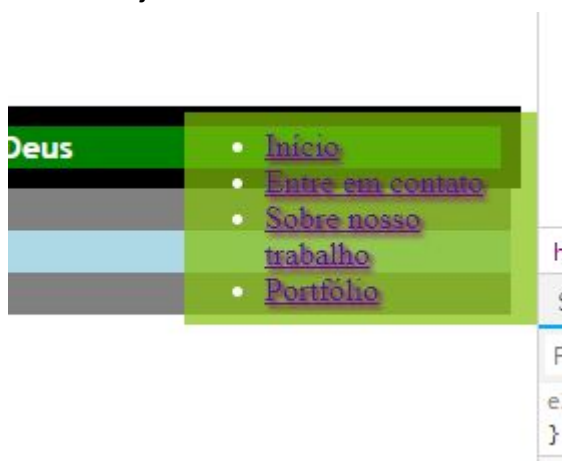 Deus
Início
Entre em contato
Sobre nosso
trabalho
Portfólio
}